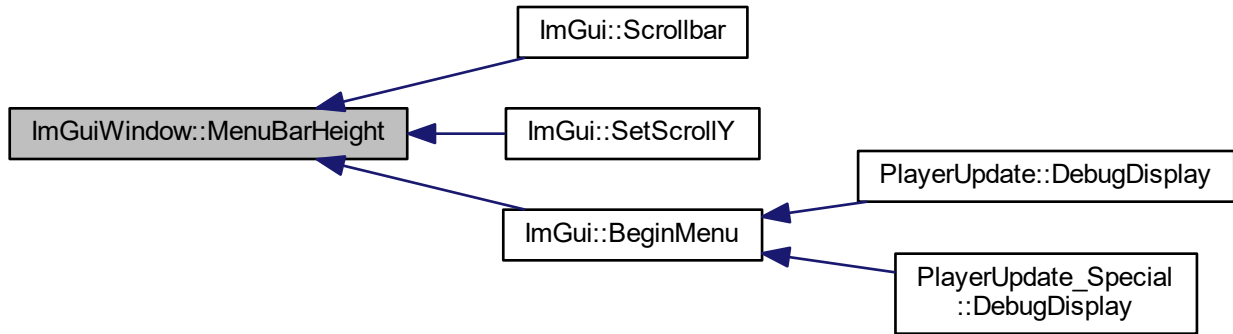 ImGui::Scrollbar
ImGuiWindow::MenuBarHeight
ImGui::SetScrollY
PlayerUpdate::DebugDisplay
ImGui::BeginMenu
PlayerUpdate_Special
::DebugDisplay